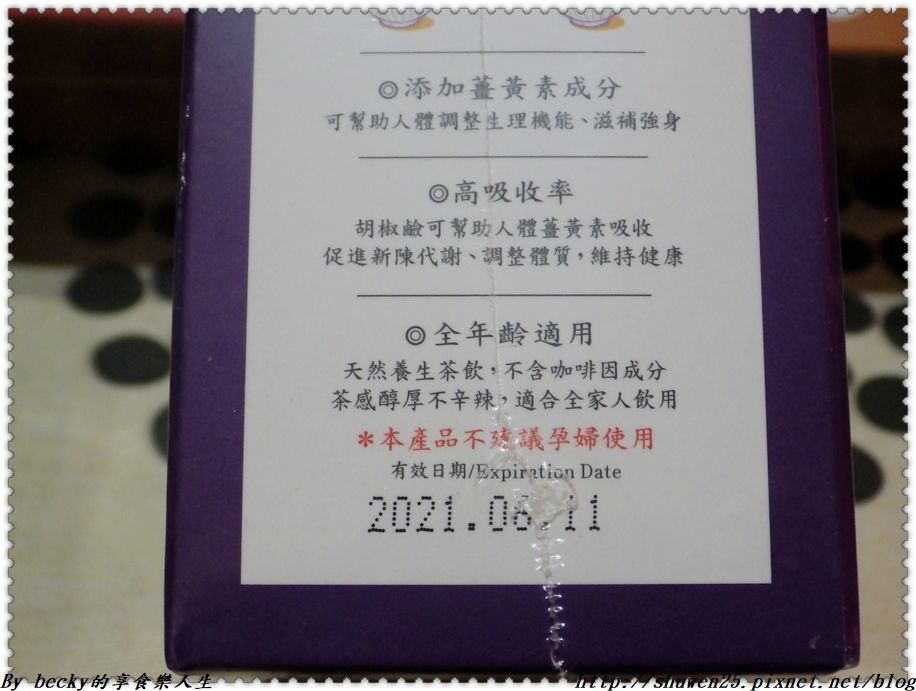 ◎添加薑黃素成分
可幫助人體調整生理機能、滋補強身
◎高吸收率
胡椒鹼可幫助人體薑黃素吸收
促進新陳代謝、調整體質，維持健康
◎全年齡適用
天然養生茶飲，不含咖啡因成分
茶感醇厚不辛辣，適合全家人飲用
*本產品不建議孕婦使用
有效日期/Expiration Date
2021.06.11
By becky的享食樂人生
http://shuwen25.pixnet.net/blog